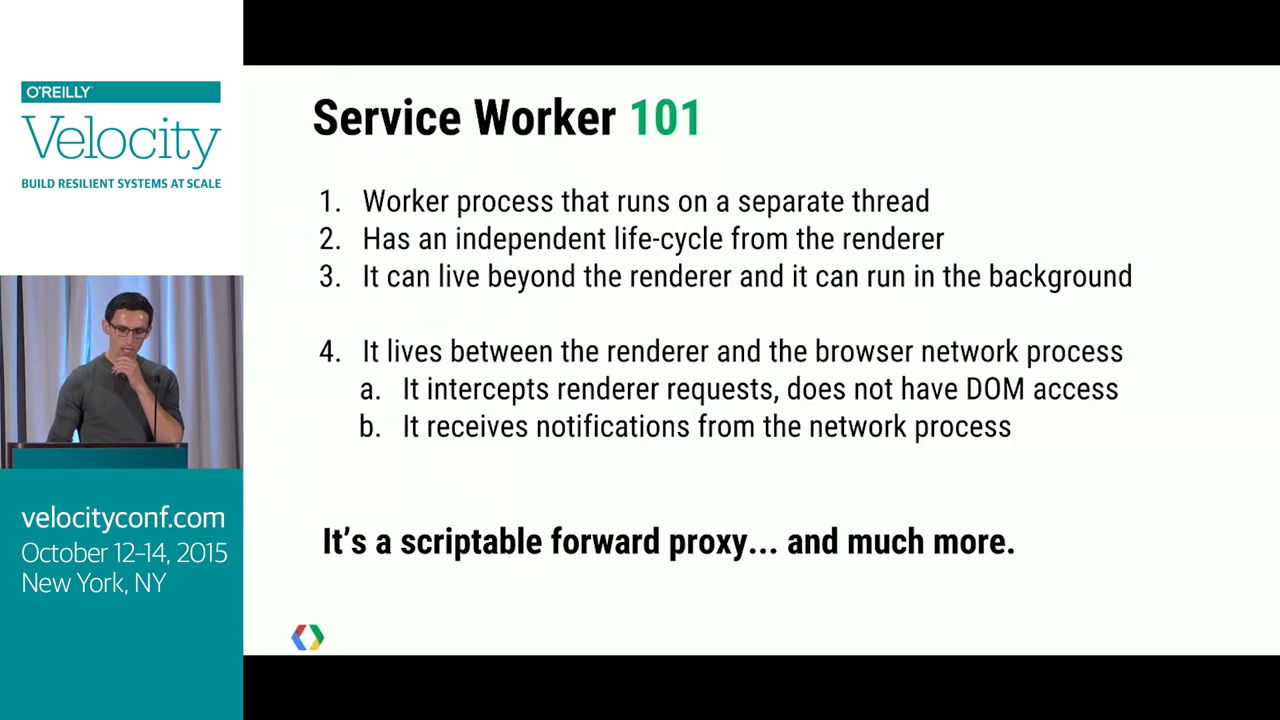 O'REILLY
Velocity
BUILD RESILIENT SYSTEMS AT SCALE
velocityconf.com
October 12–14, 2015
New York, NY
Service Worker 101
1. Worker process that runs on a separate thread
2. Has an independent life-cycle from the renderer
3. It can live beyond the renderer and it can run in the background
4. It lives between the renderer and the browser network process
a. It intercepts renderer requests, does not have DOM access
b. It receives notifications from the network process
It's a scriptable forward proxy... and much more.